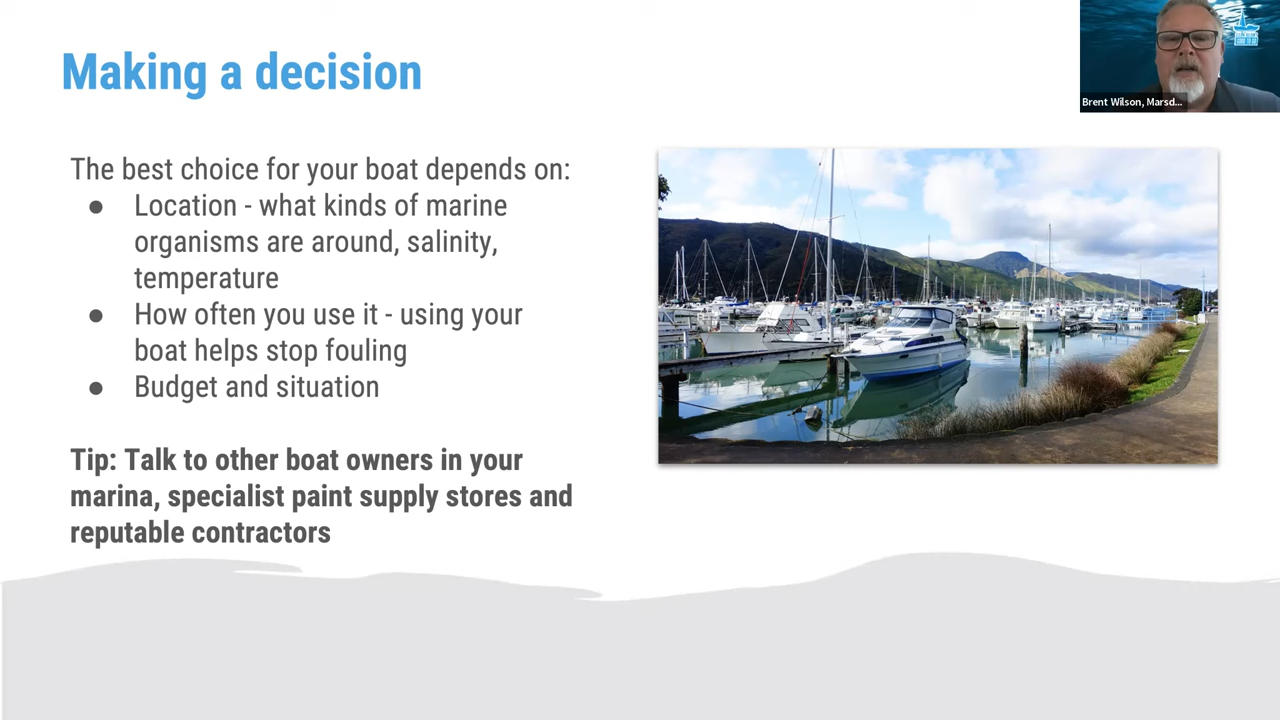 Making a decision
Brent Wilson, Marsd...
The best choice for your boat depends on:
● Location - what kinds of marine
organisms are around, salinity,
temperature
● How often you use it - using your
boat helps stop fouling
● Budget and situation
Tip: Talk to other boat owners in your
marina, specialist paint supply stores and
reputable contractors